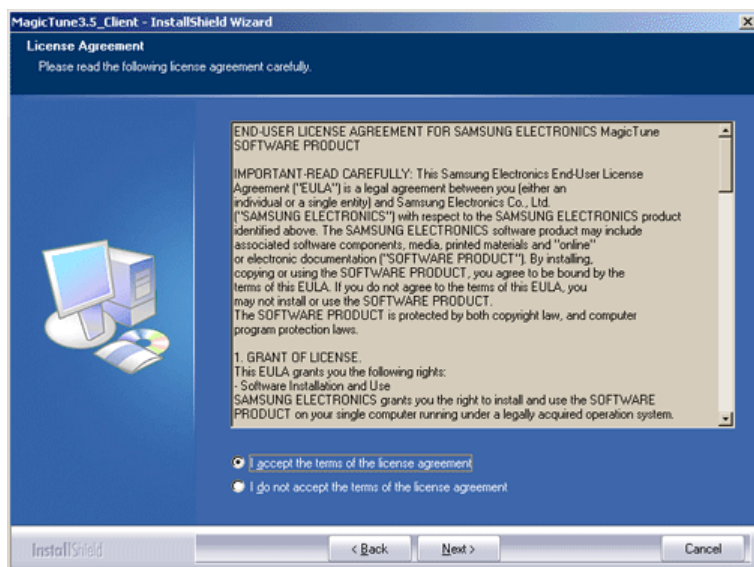 MagicTune3.5_Client - InstallShield Wizard
License Agreement
Please read the following license agreement carefully.
END-USER LICENSE AGREEMENT FOR SAMSUNG ELECTRONICS MagicTune
SOFTWARE PRODUCT
IMPORTANT-READ CAREFULLY: This Samsung Electronics End-User License
Agreement ("EULA") is a legal agreement between you (either an
individual or a single entity) and Samsung Electronics Co., Ltd.
("SAMSUNG ELECTRONICS") with respect to the SAMSUNG ELECTRONICS product
identified above. The SAMSUNG ELECTRONICS software product may include
associated software components, media, printed materials and "online"
or electronic documentation ("SOFTWARE PRODUCT"). By installing,
copying or using the SOFTWARE PRODUCT, you agree to be bound by the
terms of this EULA. If you do not agree to the terms of this EULA, you
may not install or use the SOFTWARE PRODUCT.
The SOFTWARE PRODUCT is protected by both copyright law, and computer
program protection laws.
1. GRANT OF LICENSE.
This EULA grants you the following rights:
- Software Installation and Use
SAMSUNG ELECTRONICS grants you the right to install and use the SOFTWARE
PRODUCT on your single computer running under a legally acquired operation system.
I accept the terms of the license agreement
I do not accept the terms of the license agreement
InstallShield
< Back
Next >
Cancel